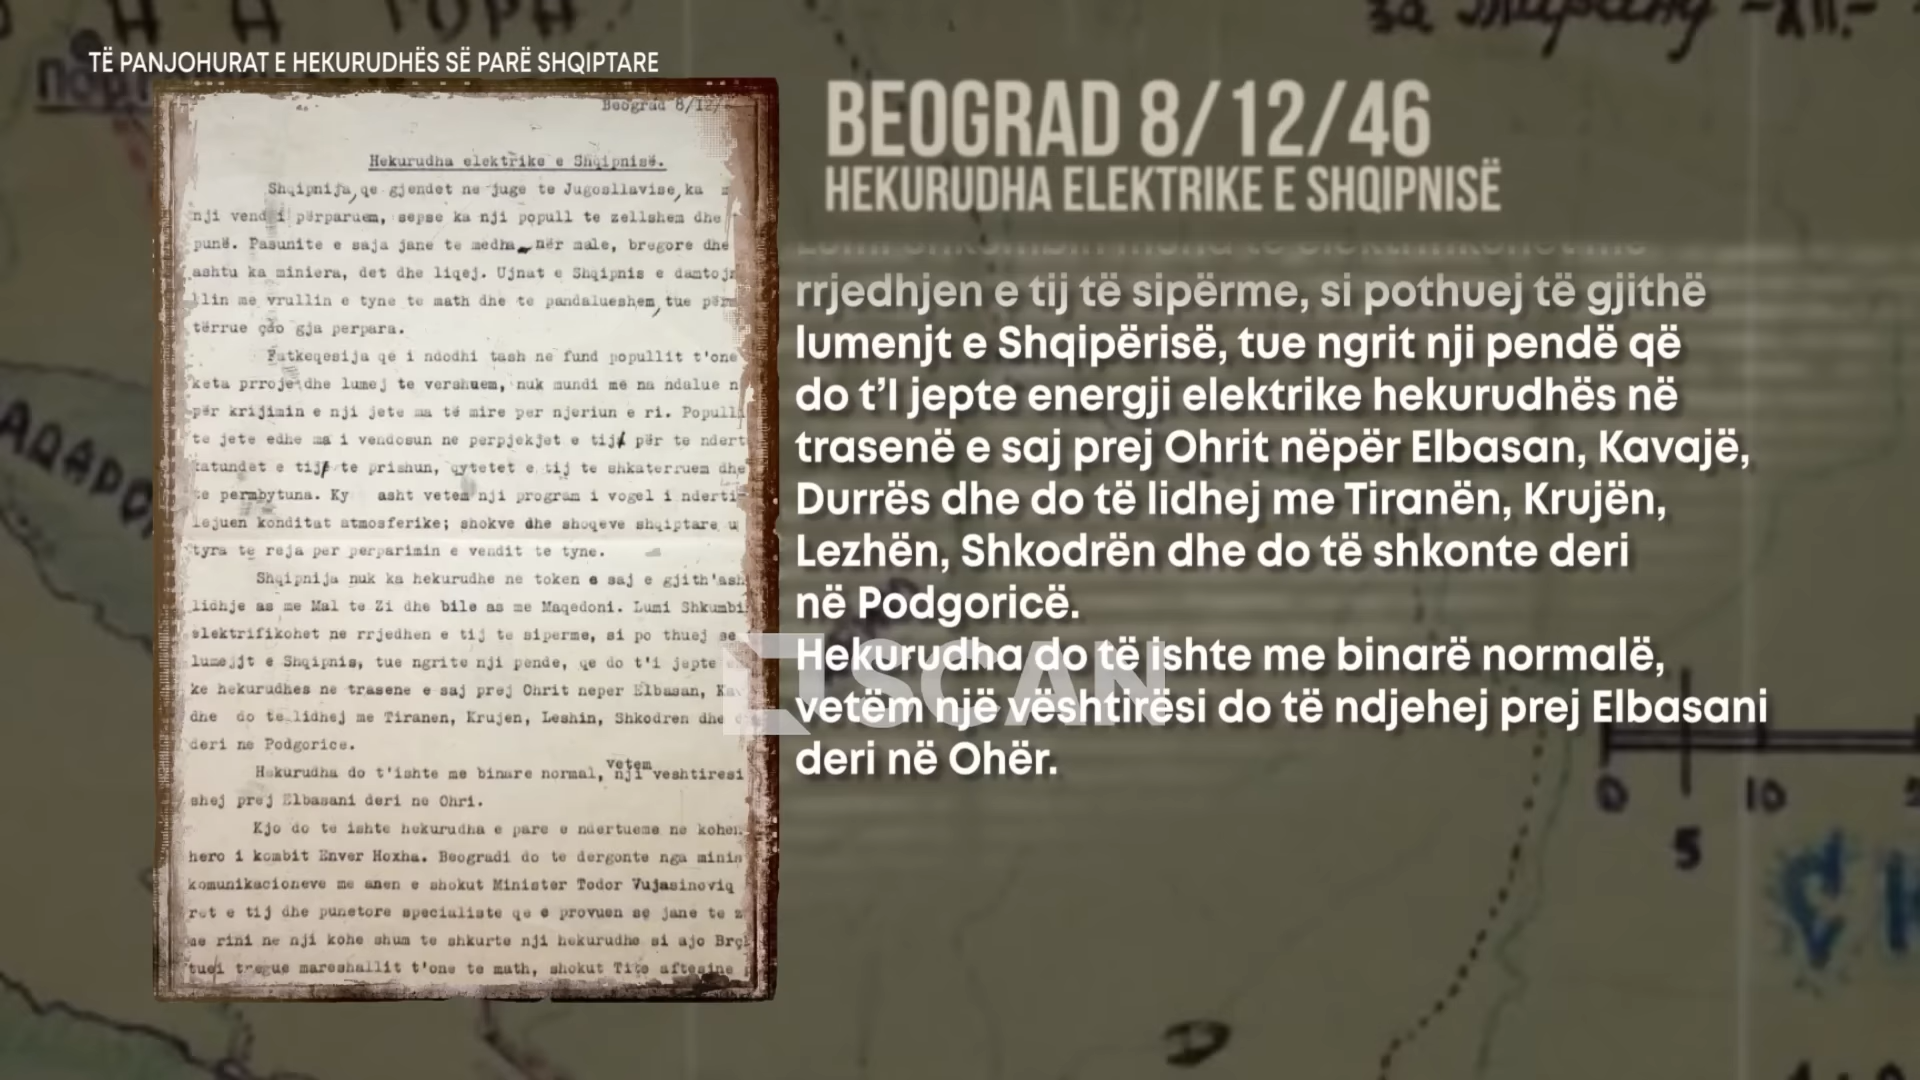 TË PANJOHURAT E HEKURUDHËS SË PARË SHQIPTARE
Beograd 8/12/
Hekurudha elektrike e Shqipnisë.
Shqipnija, qe gjendet ne juge te Jugosllavise, ka
nji vend i përparuem, sepse ka nji popull te zellshem dhe
punë. Pasunite e saja jane te medha nër male, bregore dhe
ashtu ka miniera, det dhe liqej. Ujnat e Shqipnis e damtoj
llin me vrullin e tyne te math dhe te pandalueshem, tue
tërrue çdo gja perpara.
Fatkeqesija qe i ndodhi tash ne fund popullit t'one
keta prroje dhe lumej te vershuem, nuk mundi me na ndalue n
për krijimin e nji jete ma të mire per njeriun e ri. Popull
te jete edhe ma i vendosun ne perpjekjet e tij për te ndert
katundet e tij te prishun, qytetet e tij te shkaterruem dhe
te permbytuna. Ky asht vetem nji program i vogel i nderti-
lejuen konditat atmosferike; shokve dhe shoqeve shqiptare u
tyra te reja per perparimin e vendit te tyne.
Shqipnija nuk ka hekurudhe ne token e saj e gjith'ash
lidhje as me Mal te Zi dhe bile as me Maqedoni. Lumi Shkumbi
elektrifikohet ne rrjedhen e tij te siperme, si po thuej se
lumejjt e Shqipnis, tue ngrite nji pende, qe do t'i jepte
ke hekurudhes ne trasene e saj prej Ohrit neper Elbasan, Ka
dhe do te lidhej me Tiranen, Krujen, Leshin, Shkodren dhe
deri ne Podgorice.
Hekurudha do t'ishte me binare normal, vetem nji veshtiresi
shej prej Elbasani deri ne Ohri.
Kjo do te ishte hekurudha e pare e ndertueme ne kohen
hero i kombit Enver Hoxha. Beogradi do te dergonte nga minis
komunikacioneve me anen e shokut Minister Todor Vujasinoviq
ret e tij dhe punetore specialiste qe e provuen se jane te z
me rini ne nji kohe shum te shkurte nji hekurudhe si ajo Brç
tuej tregue mareshallit t'one te math, shokut Tito aftesine
BEOGRAD 8/12/46
HEKURUDHA ELEKTRIKE E SHQIPNISË
rrjedhjen e tij të sipërme, si pothuej të gjithë
lumenjt e Shqipërisë, tue ngrit nji pendë që
do t’I jepte energji elektrike hekurudhës në
trasenë e saj prej Ohrit nëpër Elbasan, Kavajë,
Durrës dhe do të lidhej me Tiranën, Krujën,
Lezhën, Shkodrën dhe do të shkonte deri
në Podgoricë.
Hekurudha do të ishte me binarë normalë,
vetëm një vështirësi do të ndjehej prej Elbasani
deri në Ohër.
SCAN
0 5 10